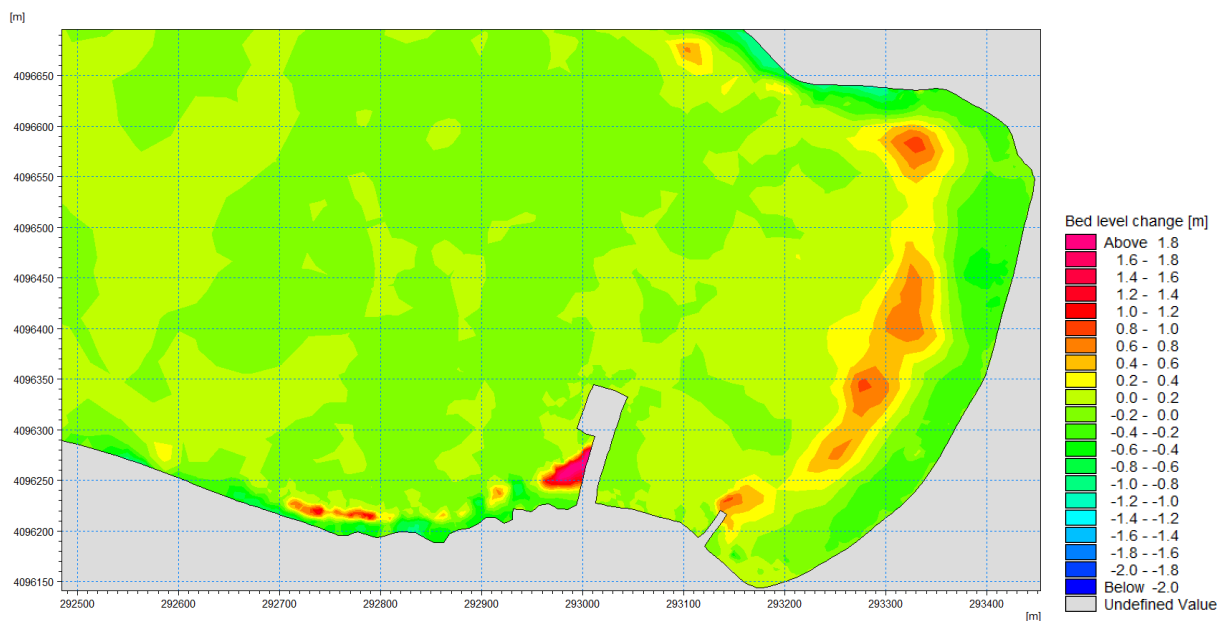 [m]
4096650
4096600
4096550
4096500
4096450
4096400
4096350
4096300
4096250
4096200
4096150
292500 292600 292700 292800 292900 293000 293100 293200 293300 293400
[m]
Bed level change [m]
Above 1.8
1.6 - 1.8
1.4 - 1.6
1.2 - 1.4
1.0 - 1.2
0.8 - 1.0
0.6 - 0.8
0.4 - 0.6
0.2 - 0.4
0.0 - 0.2
-0.2 - 0.0
-0.4 - -0.2
-0.6 - -0.4
-0.8 - -0.6
-1.0 - -0.8
-1.2 - -1.0
-1.4 - -1.2
-1.6 - -1.4
-1.8 - -1.6
-2.0 - -1.8
Below -2.0
Undefined Value